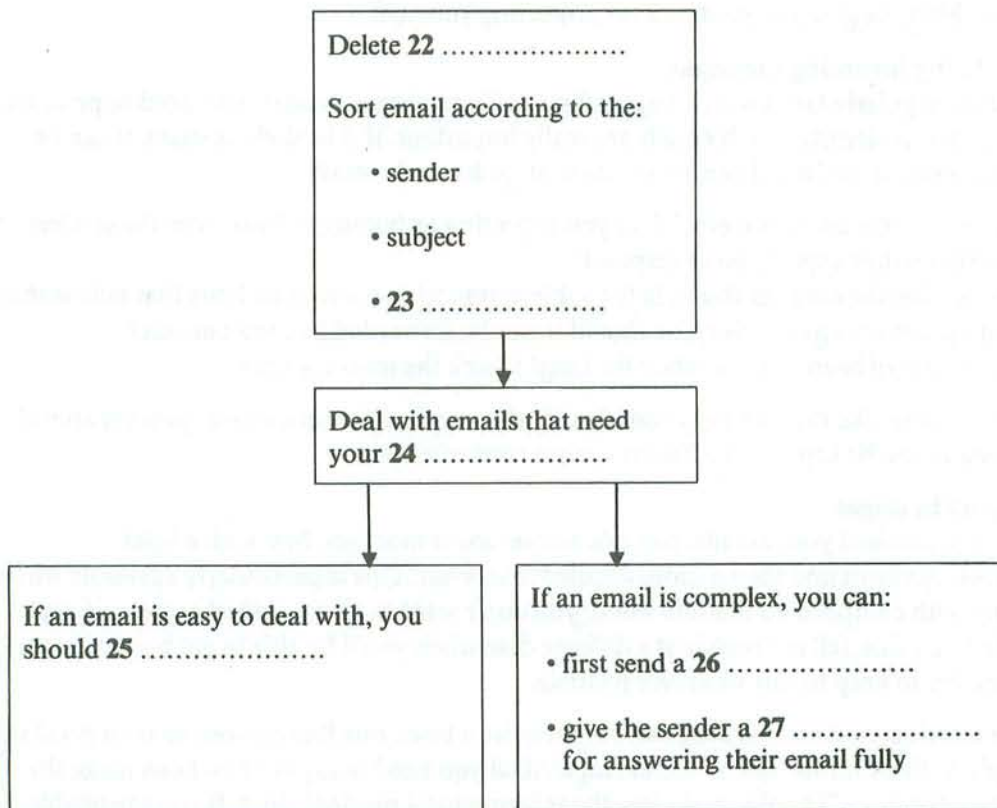 Delete 22 ..............................
Sort email according to the:
• sender
• subject
• 23 ..............................
Deal with emails that need
your 24 ..............................
If an email is easy to deal with, you
should 25 ..............................
If an email is complex, you can:
• first send a 26 ..............................
• give the sender a 27 ..............................
for answering their email fully